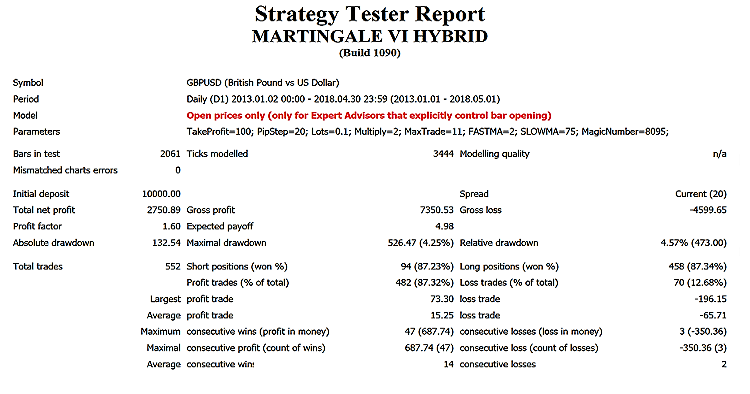 Strategy Tester Report
MARTINGALE VI HYBRID
(Build 1090)
Symbol GBPUSD (British Pound vs US Dollar)
Period Daily (D1) 2013.01.02 00:00 - 2018.04.30 23:59 (2013.01.01 - 2018.05.01)
Model Open prices only (only for Expert Advisors that explicitly control bar opening)
Parameters TakeProfit=100; PipStep=20; Lots=0.1; Multiply=2; MaxTrade=11; FASTMA=2; SLOWMA=75; MagicNumber=8095;
Bars in test 2061 Ticks modelled 3444 Modelling quality n/a
Mismatched charts errors 0
Initial deposit 10000.00 Spread Current (20)
Total net profit 2750.89 Gross profit 7350.53 Gross loss -4599.65
Profit factor 1.60 Expected payoff 4.98
Absolute drawdown 132.54 Maximal drawdown 526.47 (4.25%) Relative drawdown 4.57% (473.00)
Total trades 552 Short positions (won %) 94 (87.23%) Long positions (won %) 458 (87.34%)
Profit trades (% of total) 482 (87.32%) Loss trades (% of total) 70 (12.68%)
Largest profit trade 73.30 loss trade -196.15
Average profit trade 15.25 loss trade -65.71
Maximum consecutive wins (profit in money) 47 (687.74) consecutive losses (loss in money) 3 (-350.36)
Maximal consecutive profit (count of wins) 687.74 (47) consecutive loss (count of losses) -350.36 (3)
Average consecutive wins 14 consecutive losses 2